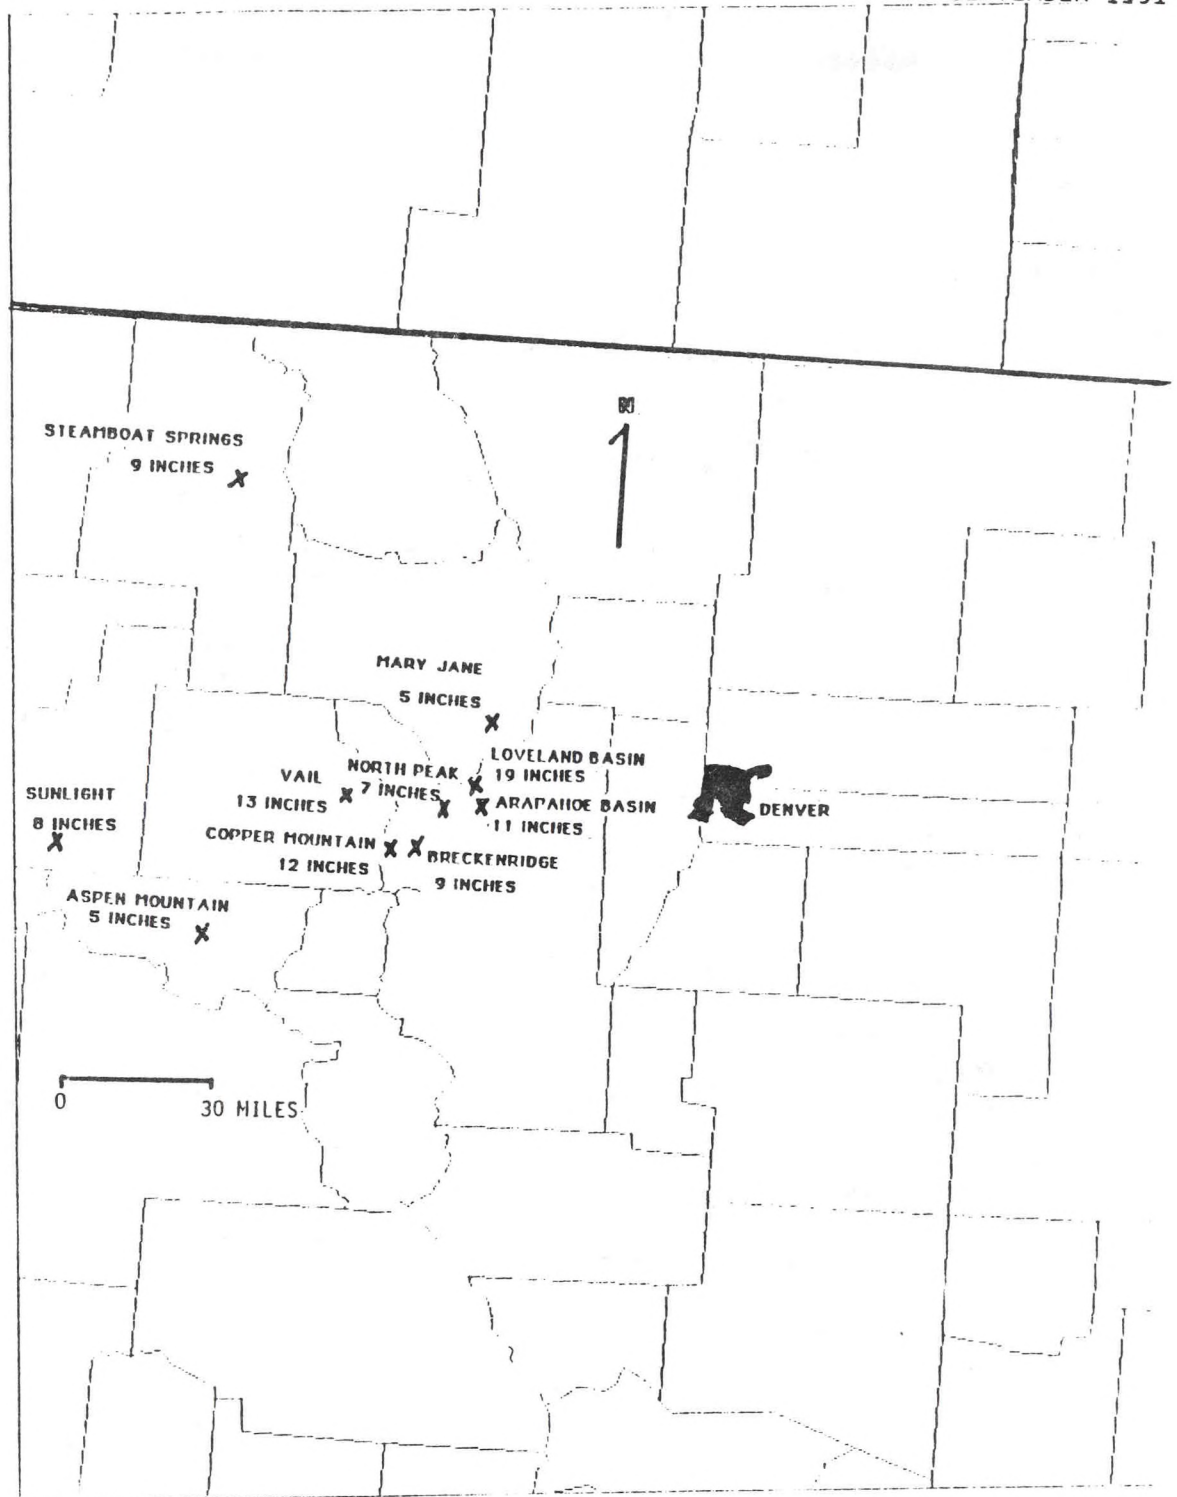 N
STEAMBOAT SPRINGS
9 INCHES
MARY JANE
5 INCHES
LOVELAND BASIN
19 INCHES
NORTH PEAK
7 INCHES
VAIL
13 INCHES
ARAPAHOE BASIN
11 INCHES
DENVER
SUNLIGHT
8 INCHES
COPPER MOUNTAIN
12 INCHES
BRECKENRIDGE
9 INCHES
ASPEN MOUNTAIN
5 INCHES
0
30 MILES